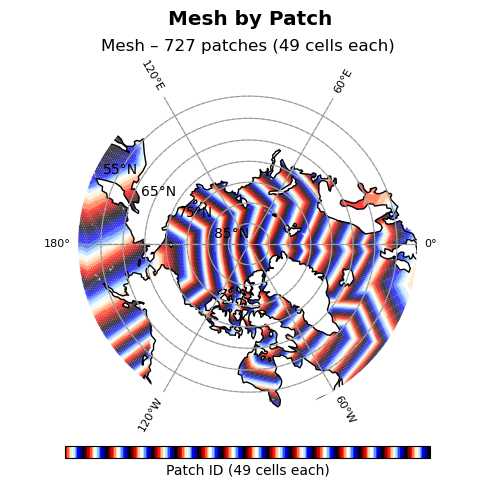 Mesh by Patch
Mesh – 727 patches (49 cells each)
120°E
60°E
55°N
65°N
75°N
85°N
180°
0°
120°W
60°W
Patch ID (49 cells each)